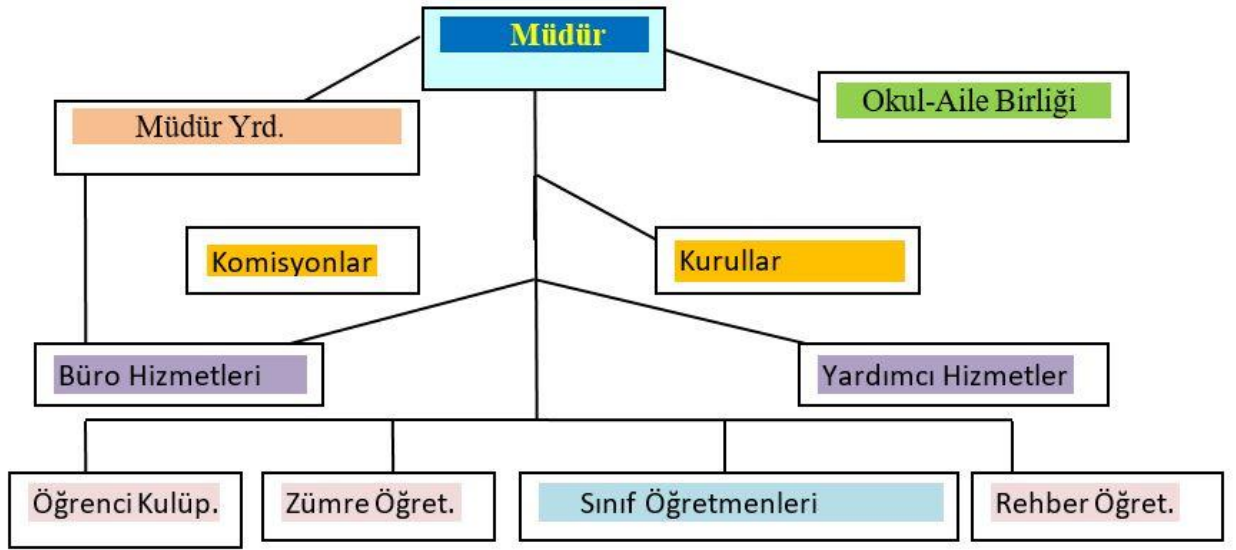 Müdür
Okul-Aile Birliği
Müdür Yrd.
Komisyonlar
Kurullar
Büro Hizmetleri
Yardımcı Hizmetler
Öğrenci Kulüp.
Zümre Öğret.
Sınıf Öğretmenleri
Rehber Öğret.